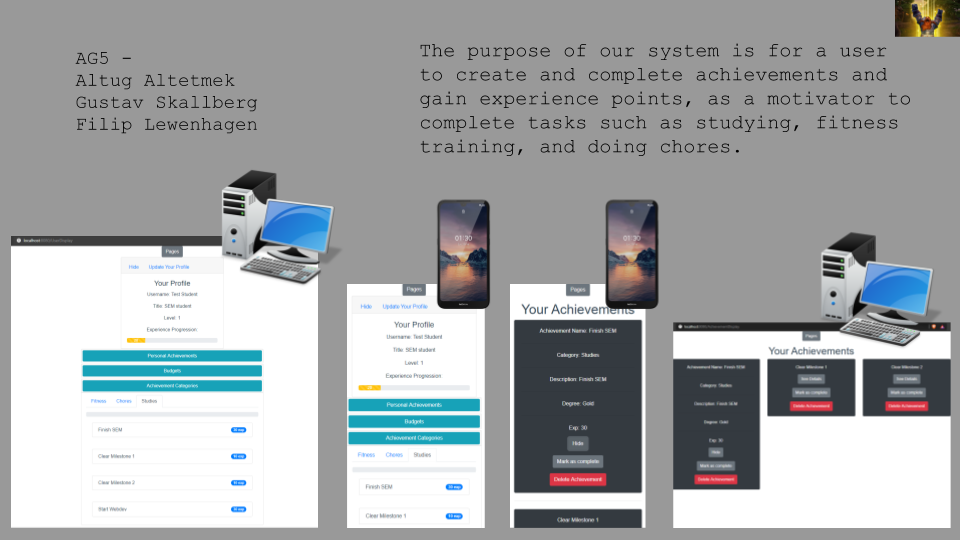 AG5 -
Altug Altetmek
Gustav Skallberg
Filip Lewenhagen
The purpose of our system is for a user
to create and complete achievements and
gain experience points, as a motivator to
complete tasks such as studying, fitness
training, and doing chores.
Pages
Hide Update Your Profile
Your Profile
Username: Test Student
Title: SEM student
Level: 1
Experience Progression
Personal Achievements
Budgets
Achievement Categories
Fitness Chores Studies
Finish SEM
Clear Milestone 1
Clear Milestone 2
Start Webdev
01:30
Pages
Hide Update Your Profile
Your Profile
Username: Test Student
Title: SEM student
Level: 1
Experience Progression
Personal Achievements
Budgets
Achievement Categories
Fitness Chores Studies
Finish SEM
Clear Milestone 1
01:30
Pages
Your Achievements
Achievement Name: Finish SEM
Category: Studies
Description: Finish SEM
Degree: Gold
Exp: 30
Hide
Mark as complete
Delete Achievement
Clear Milestone 1
Pages
Your Achievements
Achievement Name: Finish SEM
Category: Studies
Description: Finish SEM
Degree: Gold
Exp: 30
Hide
Mark as complete
Delete Achievement
Clear Milestone 1
View Details
Mark as complete
Delete Achievement
Clear Milestone 2
View Details
Mark as complete
Delete Achievement